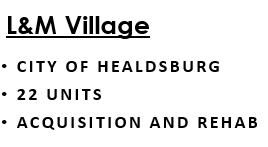 L&M Village
• CITY OF HEALDSBURG
• 22 UNITS
• ACQUISITION AND REHAB